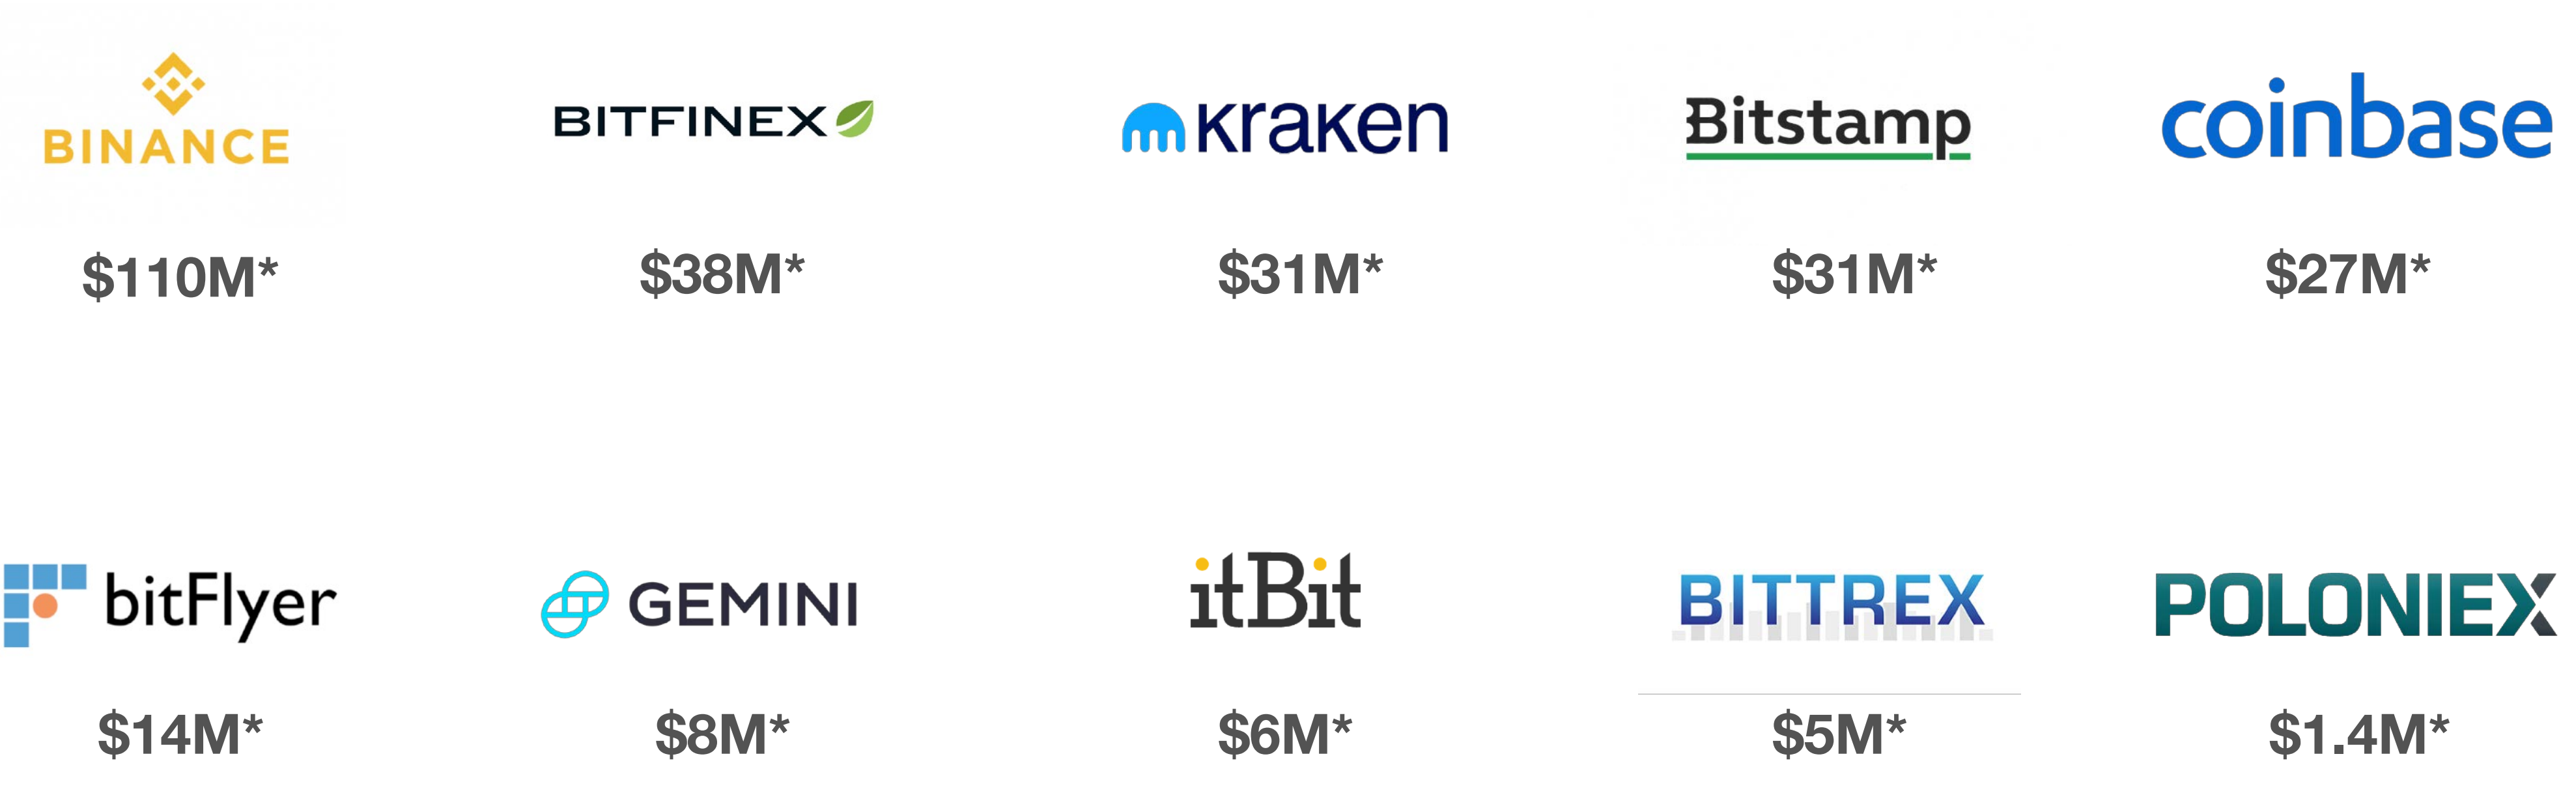 BINANCE
BITFINEX
kraken
Bitstamp
coinbase
$110M*
$38M*
$31M*
$31M*
$27M*
bitFlyer
GEMINI
itBit
BITTREX
POLONIEX
$14M*
$8M*
$6M*
$5M*
$1.4M*